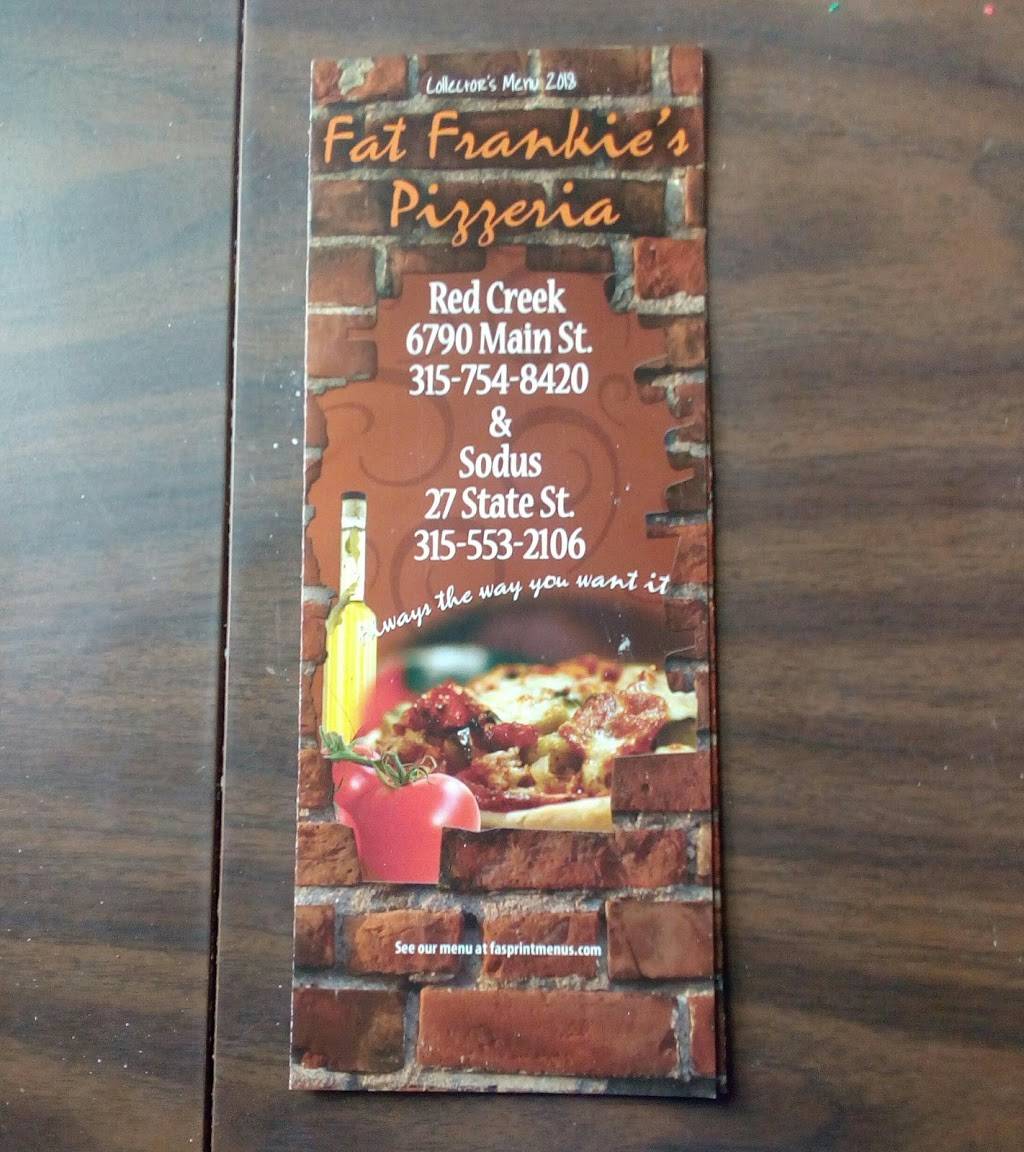 Collector's Menu 2018
Fat Frankie's
Pizzeria
Red Creek
6790 Main St.
315-754-8420
&
Sodus
27 State St.
315-553-2106
Always the way you want it
See our menu at fasprintmenus.com